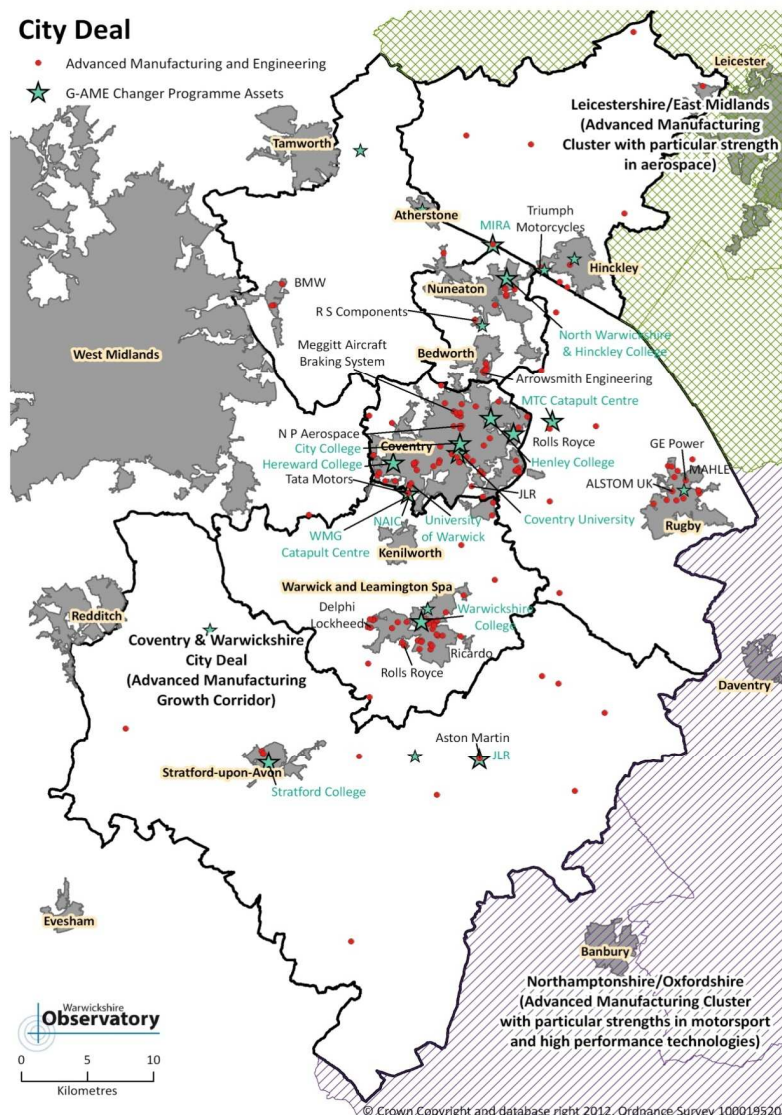 City Deal
Advanced Manufacturing and Engineering
G-AME Changer Programme Assets
Leicester
Leicestershire/East Midlands
(Advanced Manufacturing
Cluster with particular strength
in aerospace)
Tamworth
Atherstone
MIRA
Triumph
Motorcycles
Hinckley
BMW
Nuneaton
R S Components
North Warwickshire
& Hinckley College
West Midlands
Meggitt Aircraft
Braking System
Bedworth
Arrowsmith Engineering
MTC Catapult Centre
N P Aerospace
City College
Coventry
Rolls Royce
GE Power
MAHLE
Hereward College
Henley College
Tata Motors
JLR
ALSTOM UK
Rugby
WMG
Catapult Centre
NAIC
University
of Warwick
Coventry University
Kenilworth
Warwick and Leamington Spa
Redditch
Delphi
Lockheed
Warwickshire
College
Coventry & Warwickshire
City Deal
(Advanced Manufacturing
Growth Corridor)
Rolls Royce
Ricardo
Daventry
Aston Martin
JLR
Stratford-upon-Avon
Stratford College
Evesham
Banbury
Northamptonshire/Oxfordshire
(Advanced Manufacturing Cluster
with particular strengths in motorsport
and high performance technologies)
Warwickshire
Observatory
0 5 10
Kilometres
© Crown Copyright and database right 2012. Ordnance Survey 100019520